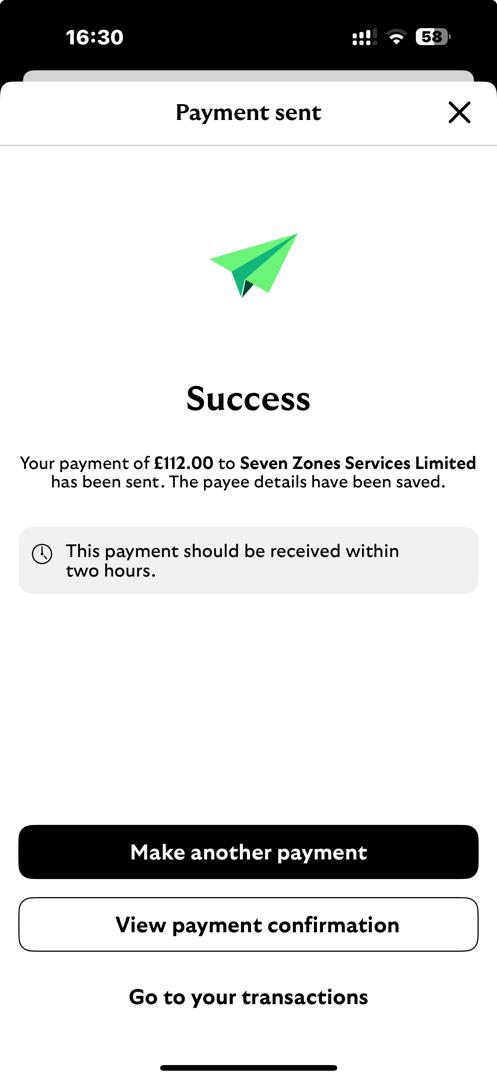 16:30
58
Payment sent
Success
Your payment of £112.00 to Seven Zones Services Limited
has been sent. The payee details have been saved.
This payment should be received within
two hours.
Make another payment
View payment confirmation
Go to your transactions